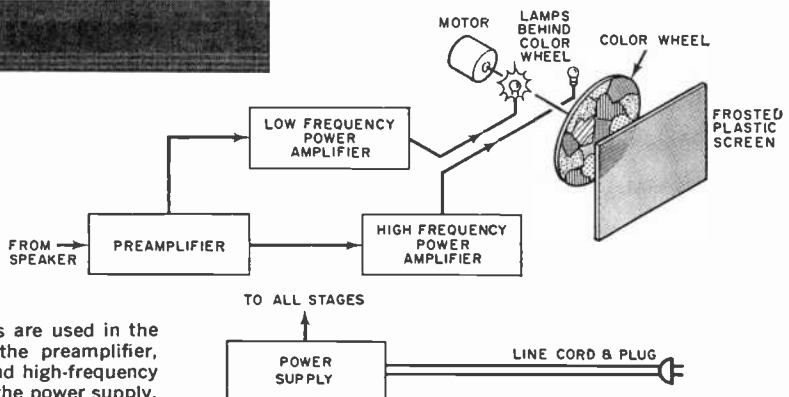 MOTOR
LAMPS
BEHIND
COLOR
WHEEL
COLOR WHEEL
FROSTED
PLASTIC
SCREEN
LOW FREQUENCY
POWER
AMPLIFIER
FROM
SPEAKER
PREAMPLIFIER
HIGH FREQUENCY
POWER
AMPLIFIER
TO ALL STAGES
POWER
SUPPLY
LINE CORD & PLUG
s are used in the
the preamplifier,
nd high-frequency
the power supply.